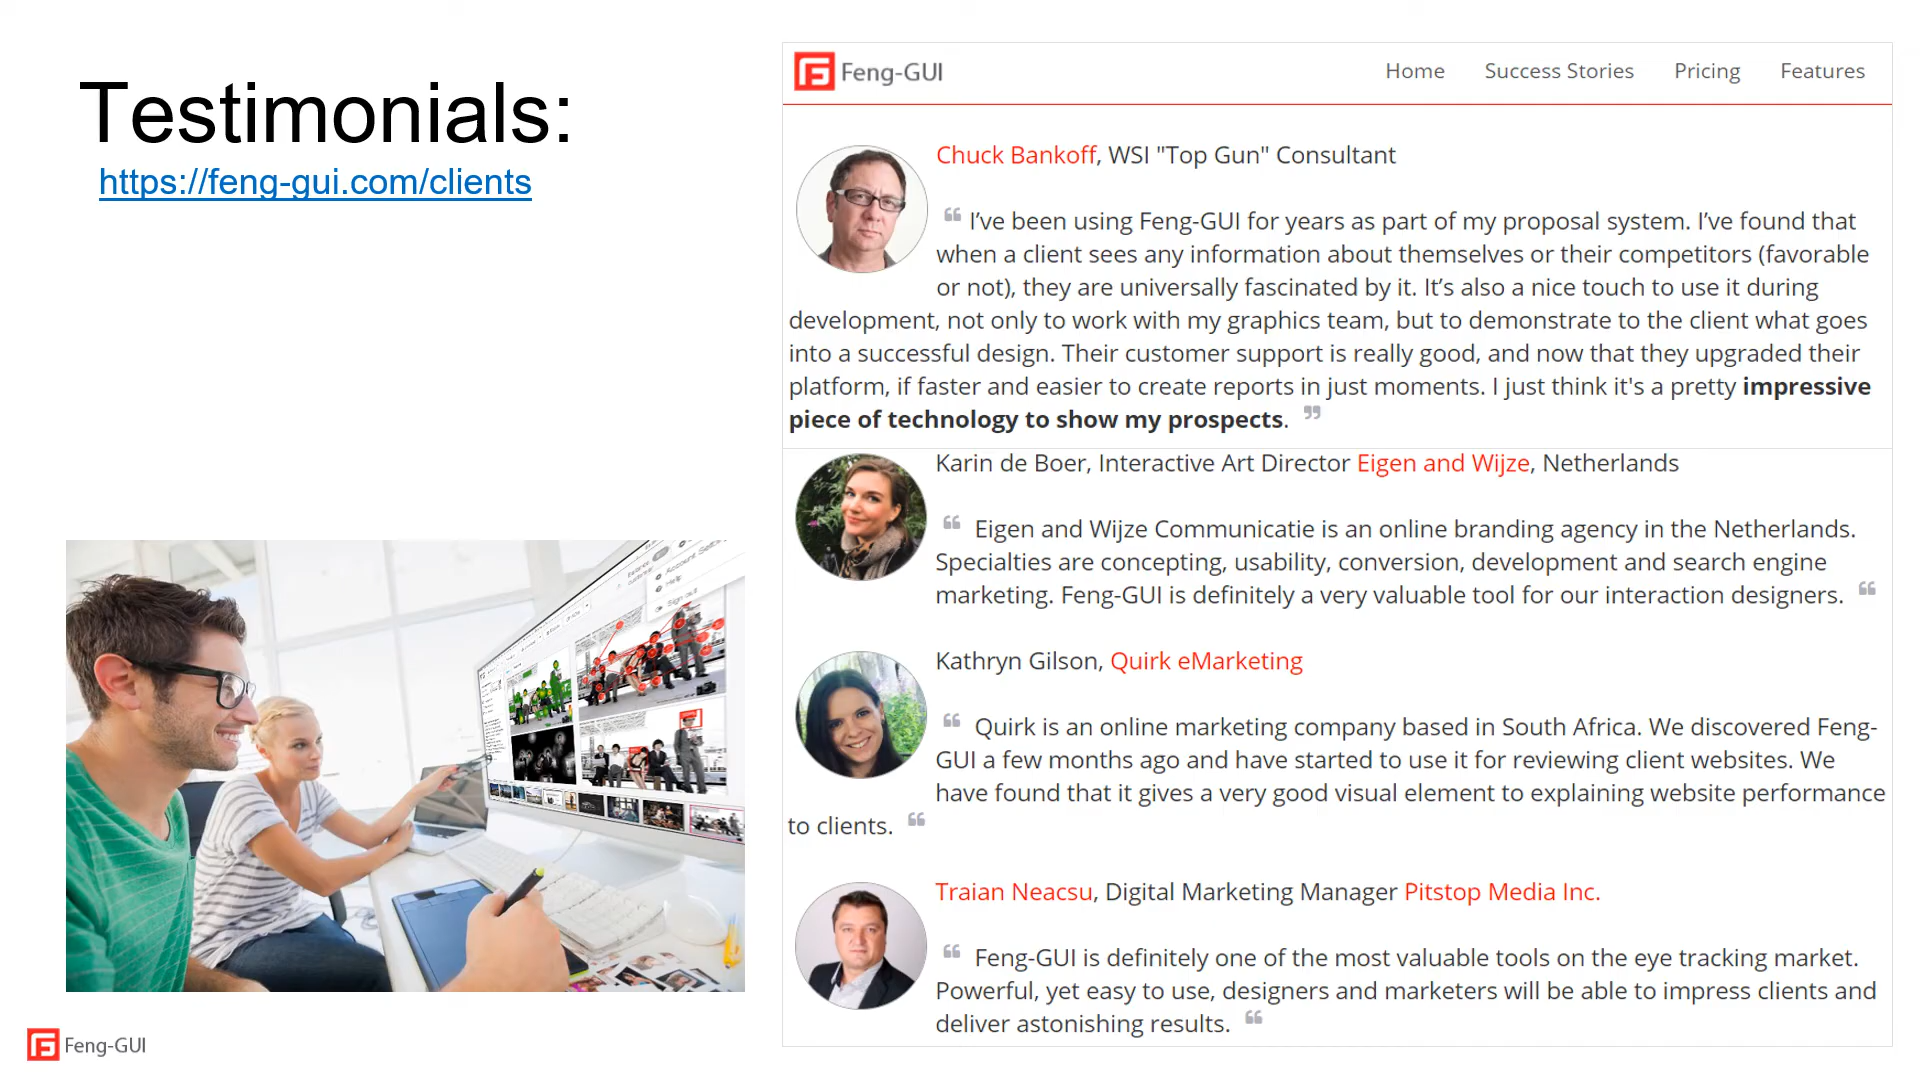 Testimonials:
https://feng-gui.com/clients
Feng-GUI
Home Success Stories Pricing Features
Chuck Bankoff, WSI "Top Gun" Consultant
“ I’ve been using Feng-GUI for years as part of my proposal system. I’ve found that
when a client sees any information about themselves or their competitors (favorable
or not), they are universally fascinated by it. It’s also a nice touch to use it during
development, not only to work with my graphics team, but to demonstrate to the client what goes
into a successful design. Their customer support is really good, and now that they upgraded their
platform, if faster and easier to create reports in just moments. I just think it's a pretty impressive
piece of technology to show my prospects. ”
Karin de Boer, Interactive Art Director Eigen and Wijze, Netherlands
“ Eigen and Wijze Communicatie is an online branding agency in the Netherlands.
Specialties are concepting, usability, conversion, development and search engine
marketing. Feng-GUI is definitely a very valuable tool for our interaction designers. “
Kathryn Gilson, Quirk eMarketing
“ Quirk is an online marketing company based in South Africa. We discovered Feng-
GUI a few months ago and have started to use it for reviewing client websites. We
have found that it gives a very good visual element to explaining website performance
to clients. “
Traian Neacsu, Digital Marketing Manager Pitstop Media Inc.
“ Feng-GUI is definitely one of the most valuable tools on the eye tracking market.
Powerful, yet easy to use, designers and marketers will be able to impress clients and
deliver astonishing results. “
Help
Sign out
Feng-GUI